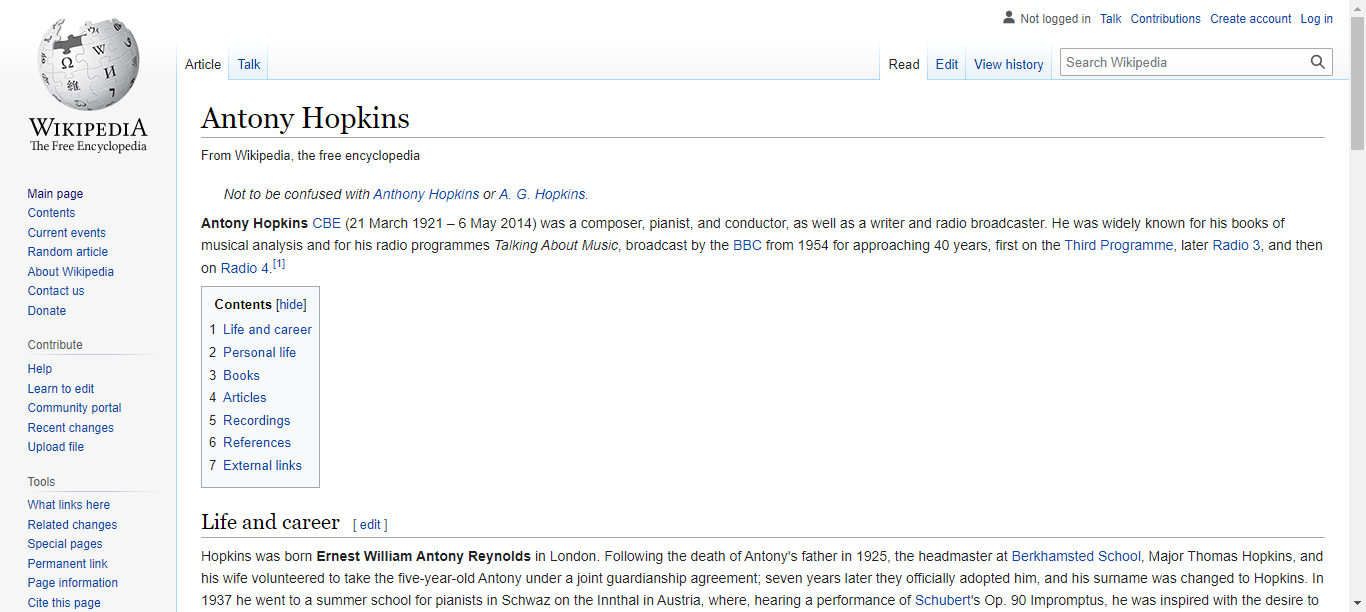 Not logged in Talk Contributions Create account Log in
Article Talk Read Edit View history Search Wikipedia
WIKIPEDIA
The Free Encyclopedia
Main page
Contents
Current events
Random article
About Wikipedia
Contact us
Donate
Contribute
Help
Learn to edit
Community portal
Recent changes
Upload file
Tools
What links here
Related changes
Special pages
Permanent link
Page information
Cite this page
Antony Hopkins
From Wikipedia, the free encyclopedia
Not to be confused with Anthony Hopkins or A. G. Hopkins.
Antony Hopkins CBE (21 March 1921 – 6 May 2014) was a composer, pianist, and conductor, as well as a writer and radio broadcaster. He was widely known for his books of
musical analysis and for his radio programmes Talking About Music, broadcast by the BBC from 1954 for approaching 40 years, first on the Third Programme, later Radio 3, and then
on Radio 4.[1]
Contents [hide]
1 Life and career
2 Personal life
3 Books
4 Articles
5 Recordings
6 References
7 External links
Life and career [ edit ]
Hopkins was born Ernest William Antony Reynolds in London. Following the death of Antony's father in 1925, the headmaster at Berkhamsted School, Major Thomas Hopkins, and
his wife volunteered to take the five-year-old Antony under a joint guardianship agreement; seven years later they officially adopted him, and his surname was changed to Hopkins. In
1937 he went to a summer school for pianists in Schwaz on the Innthal in Austria, where, hearing a performance of Schubert's Op. 90 Impromptus, he was inspired with the desire to